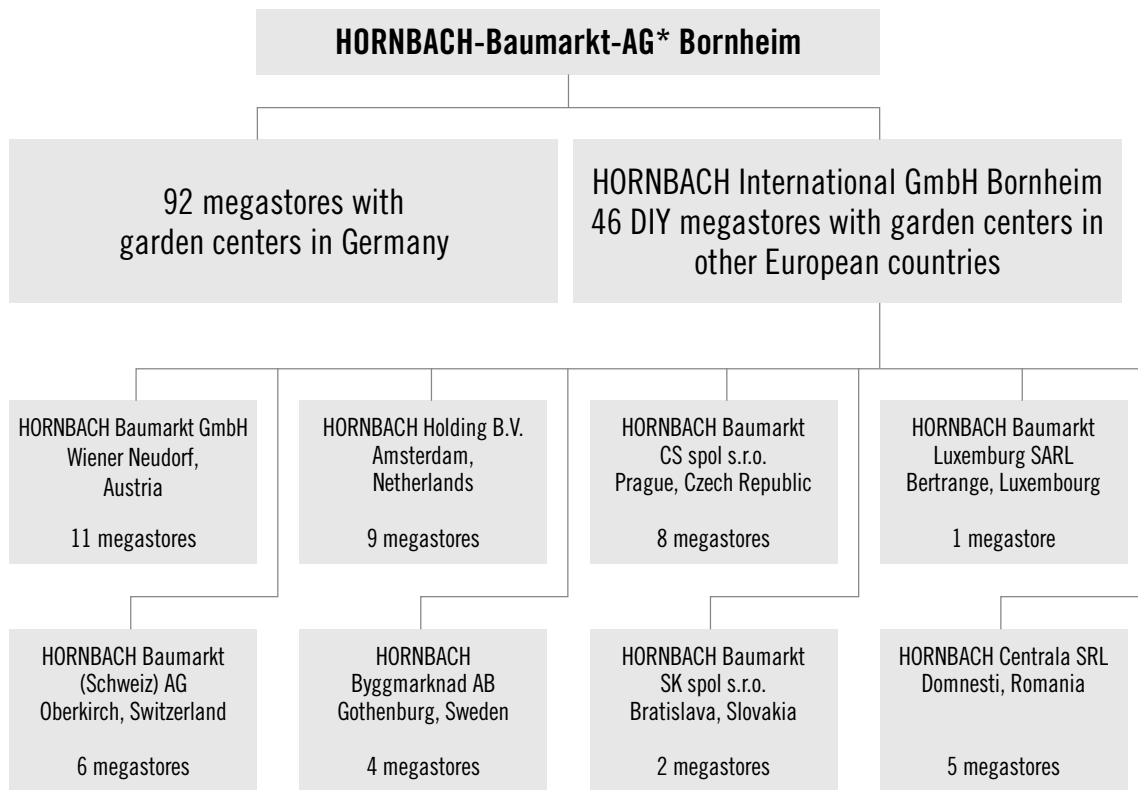 HORNBACH-Baumarkt-AG* Bornheim
92 megastores with
garden centers in Germany
HORNBACH International GmbH Bornheim
46 DIY megastores with garden centers in
other European countries
HORNBACH Baumarkt GmbH
Wiener Neudorf,
Austria
11 megastores
HORNBACH Holding B.V.
Amsterdam,
Netherlands
9 megastores
HORNBACH Baumarkt
CS spol s.r.o.
Prague, Czech Republic
8 megastores
HORNBACH Baumarkt
Luxemburg SARL
Bertrange, Luxembourg
1 megastore
HORNBACH Baumarkt
(Schweiz) AG
Oberkirch, Switzerland
6 megastores
HORNBACH
Byggmarknad AB
Gothenburg, Sweden
4 megastores
HORNBACH Baumarkt
SK spol s.r.o.
Bratislava, Slovakia
2 megastores
HORNBACH Centrala SRL
Domnesti, Romania
5 megastores